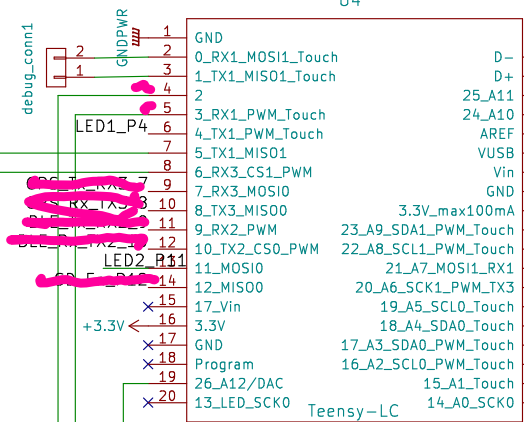 U4
debug_conn1
GNDPWR
2
1
1 GND
2 0_RX1_MOSI1_Touch D-
3 1_TX1_MISO1_Touch D+
4 2 25_A11
5 3_RX1_PWM_Touch 24_A10
LED1_P4
6 4_TX1_PWM_Touch AREF
7 5_TX1_MISO1 VUSB
8 6_RX3_CS1_PWM Vin
9 7_RX3_MOSI0 GND
10 8_TX3_MISO0 3.3V_max100mA
11 9_RX2_PWM 23_A9_SDA1_PWM_Touch
12 10_TX2_CS0_PWM 22_A8_SCL1_PWM_Touch
LED2_P11
13 11_MOSI0 21_A7_MOSI1_RX1
14 12_MISO0 20_A6_SCK1_PWM_TX3
15 17_Vin 19_A5_SCL0_Touch
+3.3V 16 3.3V 18_A4_SDA0_Touch
17 GND 17_A3_SDA0_PWM_Touch
18 Program 16_A2_SCL0_PWM_Touch
19 26_A12/DAC 15_A1_Touch
20 13_LED_SCK0 14_A0_SCK0
Teensy-LC